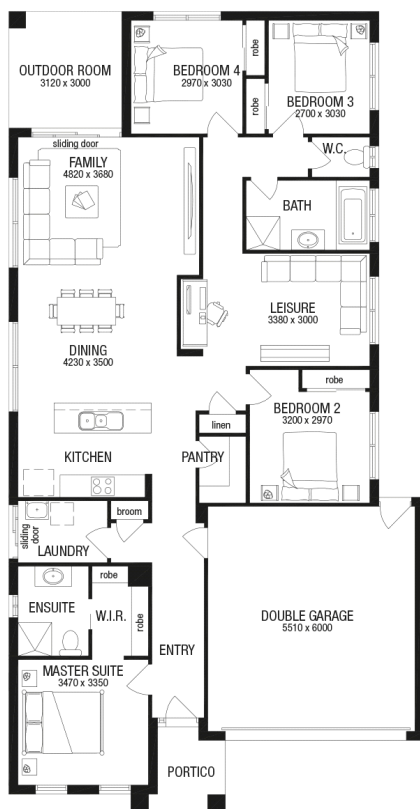 OUTDOOR ROOM
3120 x 3000
BEDROOM 4
2970 x 3030
robe
robe
BEDROOM 3
2700 x 3030
sliding door
FAMILY
4820 x 3680
W.C.
BATH
LEISURE
3380 x 3000
DINING
4230 x 3500
robe
BEDROOM 2
3200 x 2970
linen
KITCHEN
PANTRY
broom
sliding
door
LAUNDRY
robe
ENSUITE
W.I.R.
robe
DOUBLE GARAGE
5510 x 6000
ENTRY
MASTER SUITE
3470 x 3350
PORTICO